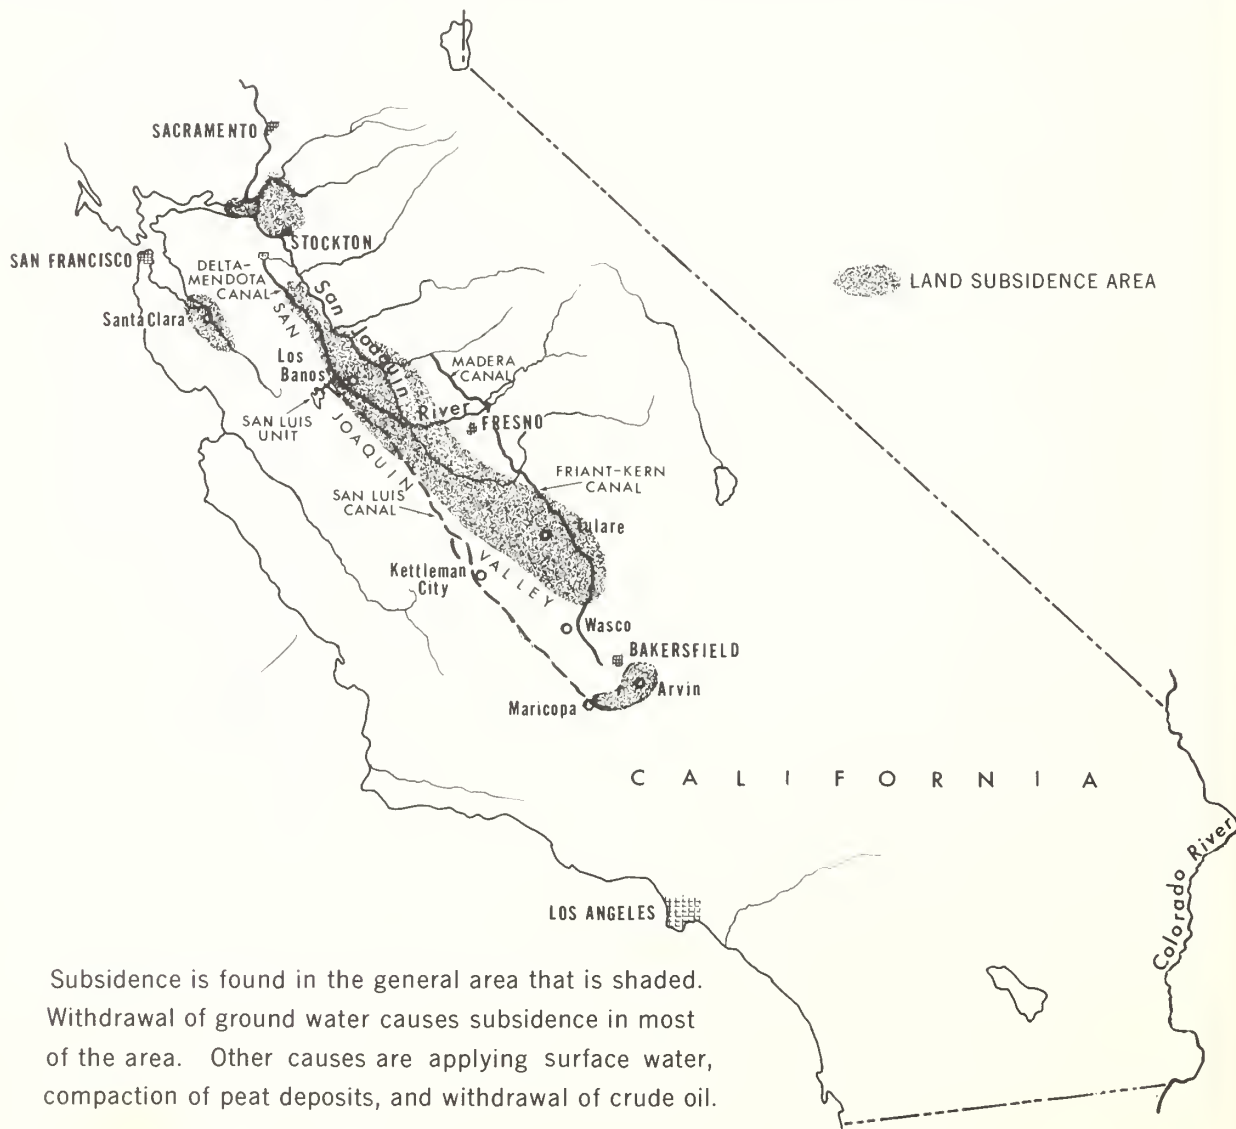 SACRAMENTO
STOCKTON
SAN FRANCISCO
DELTA-
MENDOTA
CANAL
San Joaquin River
LAND SUBSIDENCE AREA
Santa Clara
Los
Banos
MADERA
CANAL
SAN LUIS
UNIT
FRESNO
SAN JOAQUIN VALLEY
FRIANT-KERN
CANAL
SAN LUIS
CANAL
Tulare
Kettleman
City
Wasco
BAKERSFIELD
Arvin
Maricopa
CALIFORNIA
Colorado River
LOS ANGELES
Subsidence is found in the general area that is shaded.
Withdrawal of ground water causes subsidence in most
of the area. Other causes are applying surface water,
compaction of peat deposits, and withdrawal of crude oil.